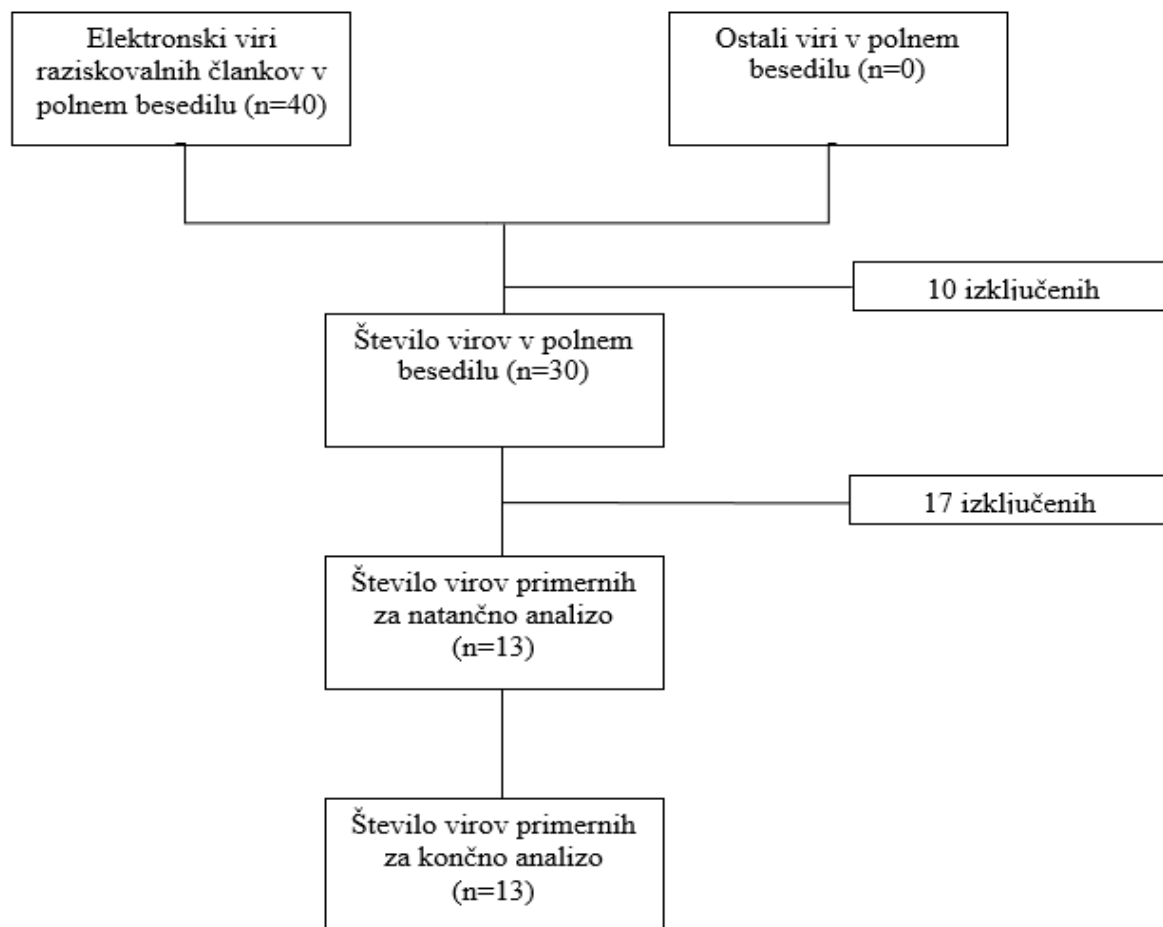 Elektronski viri
raziskovalnih člankov v
polnem besedilu (n=40)
Ostali viri v polnem
besedilu (n=0)
10 izključenih
Število virov v polnem
besedilu (n=30)
17 izključenih
Število virov primernih
za natančno analizo
(n=13)
Število virov primernih
za končno analizo
(n=13)